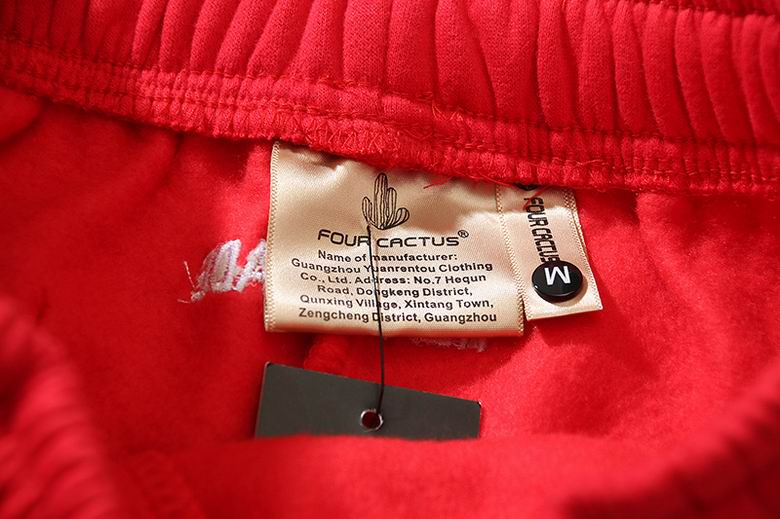 FOUR CACTUS®
Name of manufacturer:
Guangzhou Yuanrentou Clothing
Co., Ltd. Address: No.7 Hequn
Road, Dongkeng District,
Qunxing Village, Xintang Town,
Zengcheng District, Guangzhou
FOUR CACTUS
M